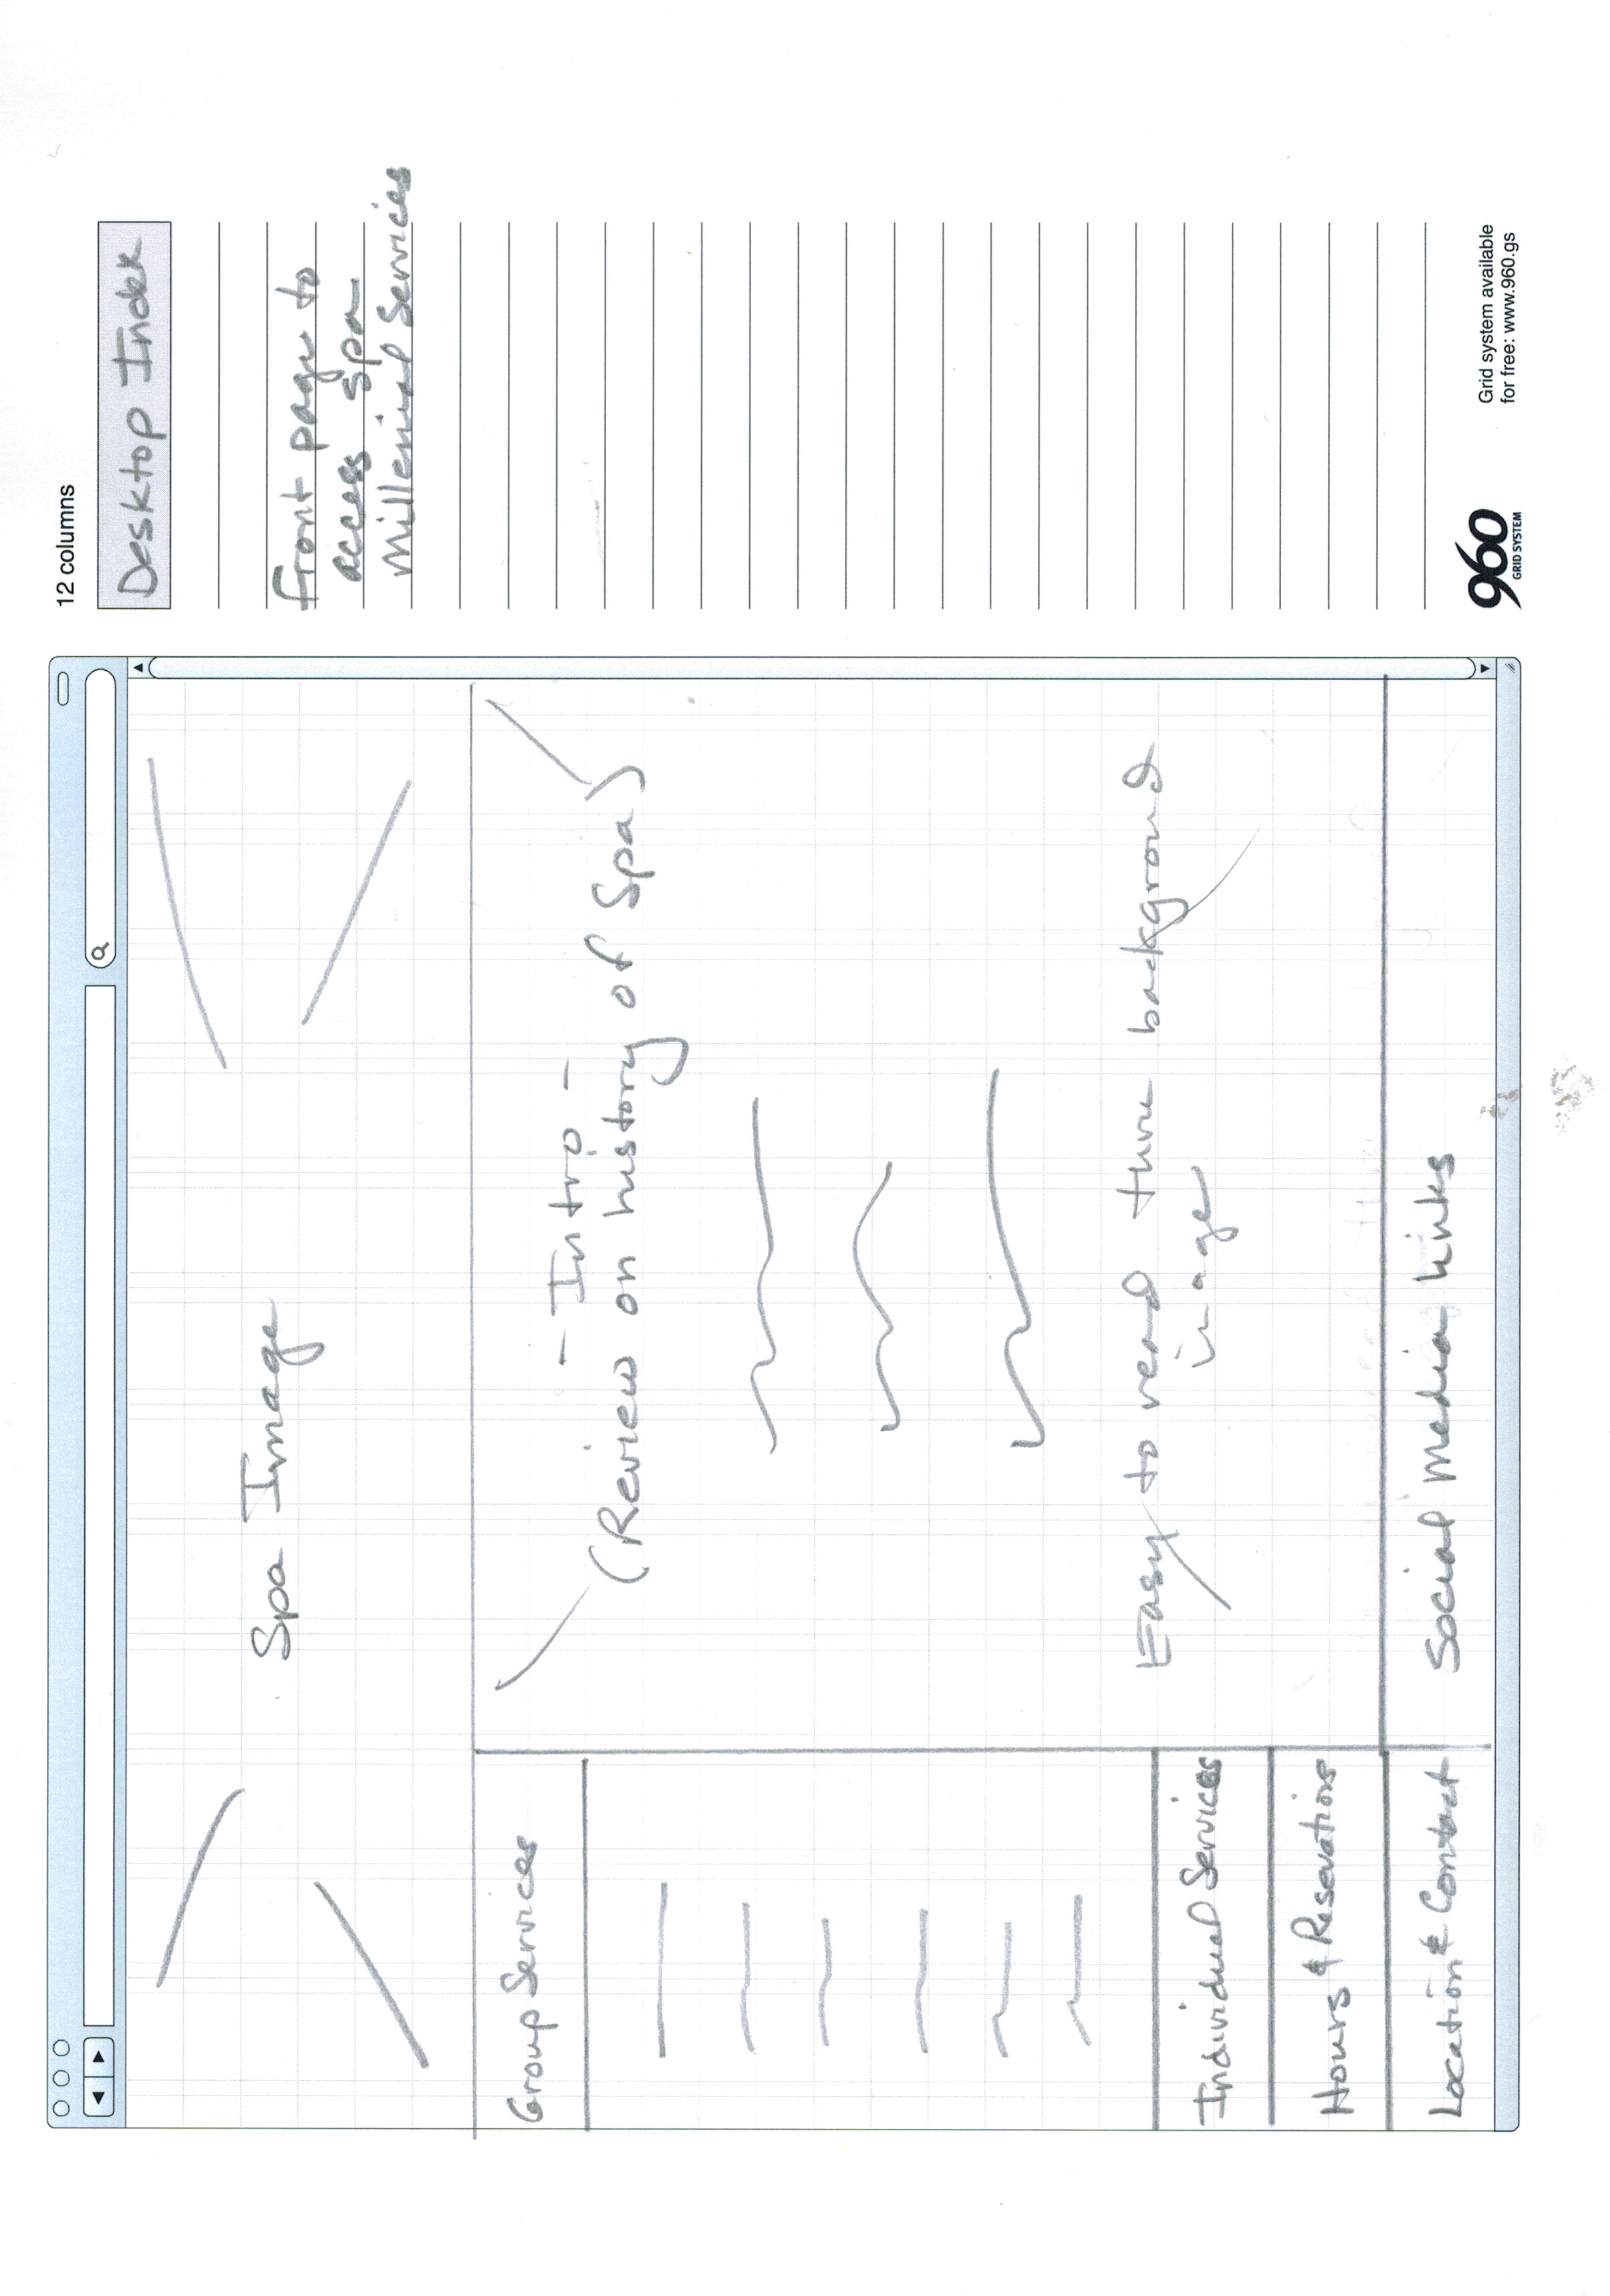 12 columns
Desktop Index
Front page to
access spa
Millenial Services
Spa Image
Group Services
- Intro -
(Review on history of Spa)
Easy to read thru backgrond
image
Individual Services
Hours & Resevations
Location & Contact
Social Media Links
960
GRID SYSTEM
Grid system available
for free: www.960.gs